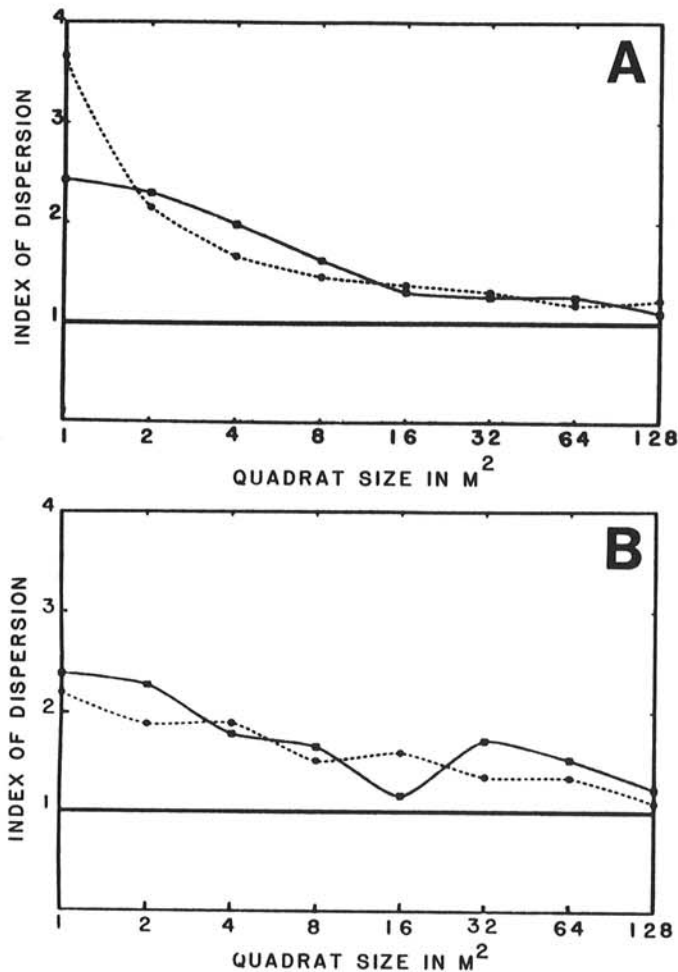 4
A
3
2
1
INDEX OF DISPERSION
1 2 4 8 16 32 64 128
QUADRAT SIZE IN M²
4
B
3
2
1
INDEX OF DISPERSION
1 2 4 8 16 32 64 128
QUADRAT SIZE IN M²